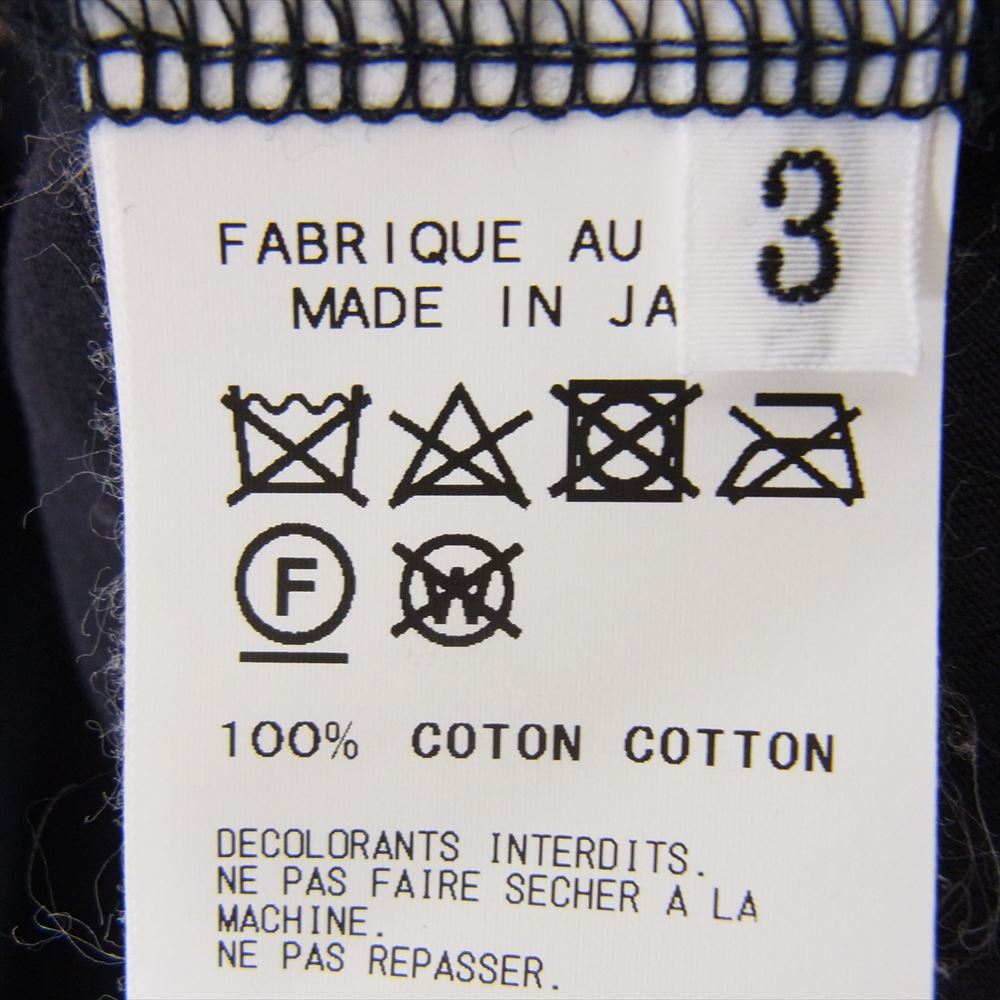 3
FABRIQUE AU
MADE IN JA
F
W
100% COTON COTTON
DECOLORANTS INTERDITS.
NE PAS FAIRE SECHER A LA
MACHINE.
NE PAS REPASSER.